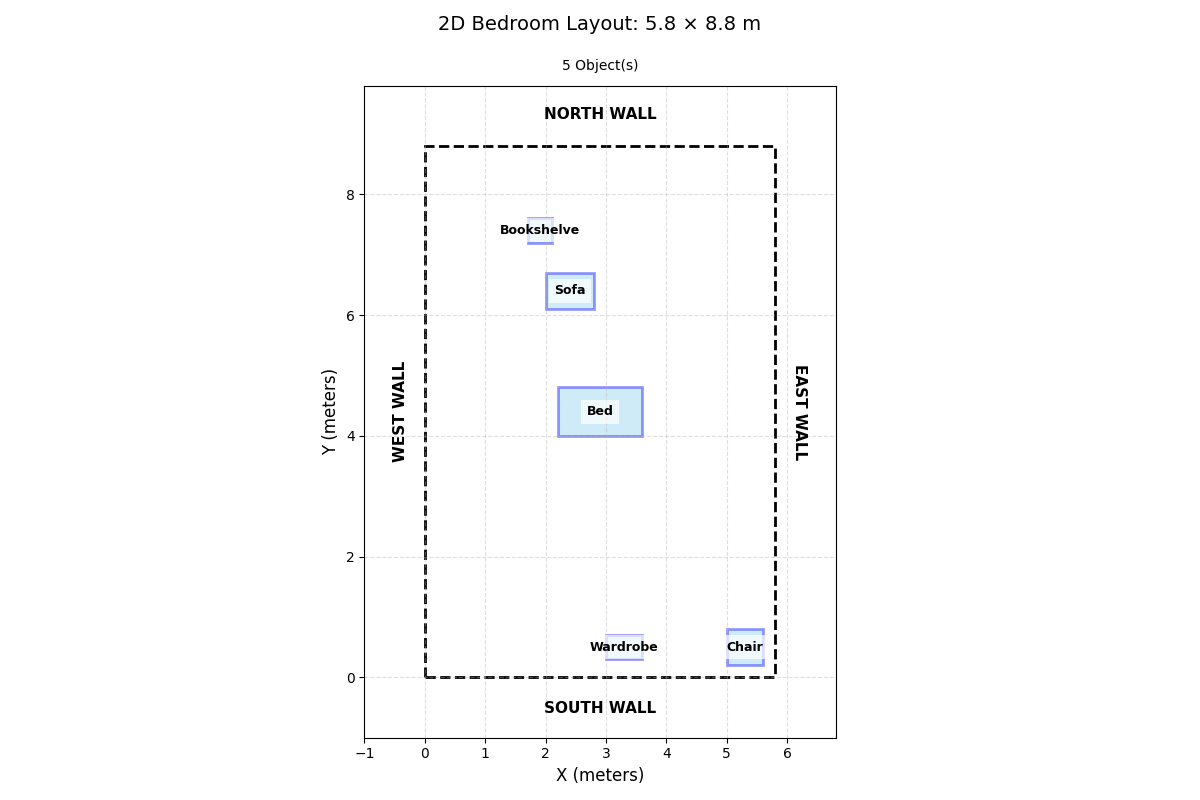 2D Bedroom Layout: 5.8 × 8.8 m
5 Object(s)
NORTH WALL
8
Bookshelve
Sofa
6
Y (meters)
WEST WALL
EAST WALL
Bed
4
2
Wardrobe
Chair
0
SOUTH WALL
−1 0 1 2 3 4 5 6
X (meters)